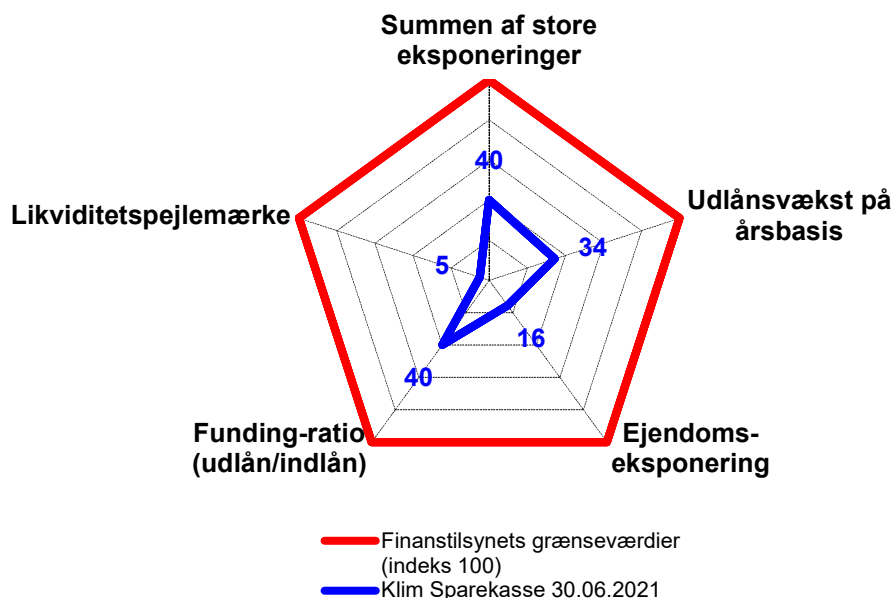 Summen af store
eksponeringer
40
Likviditetspejlemærke
Udlånsvækst på
årsbasis
34
5
16
40
Funding-ratio
(udlån/indlån)
Ejendoms-
eksponering
Finanstilsynets grænseværdier
(indeks 100)
Klim Sparekasse 30.06.2021